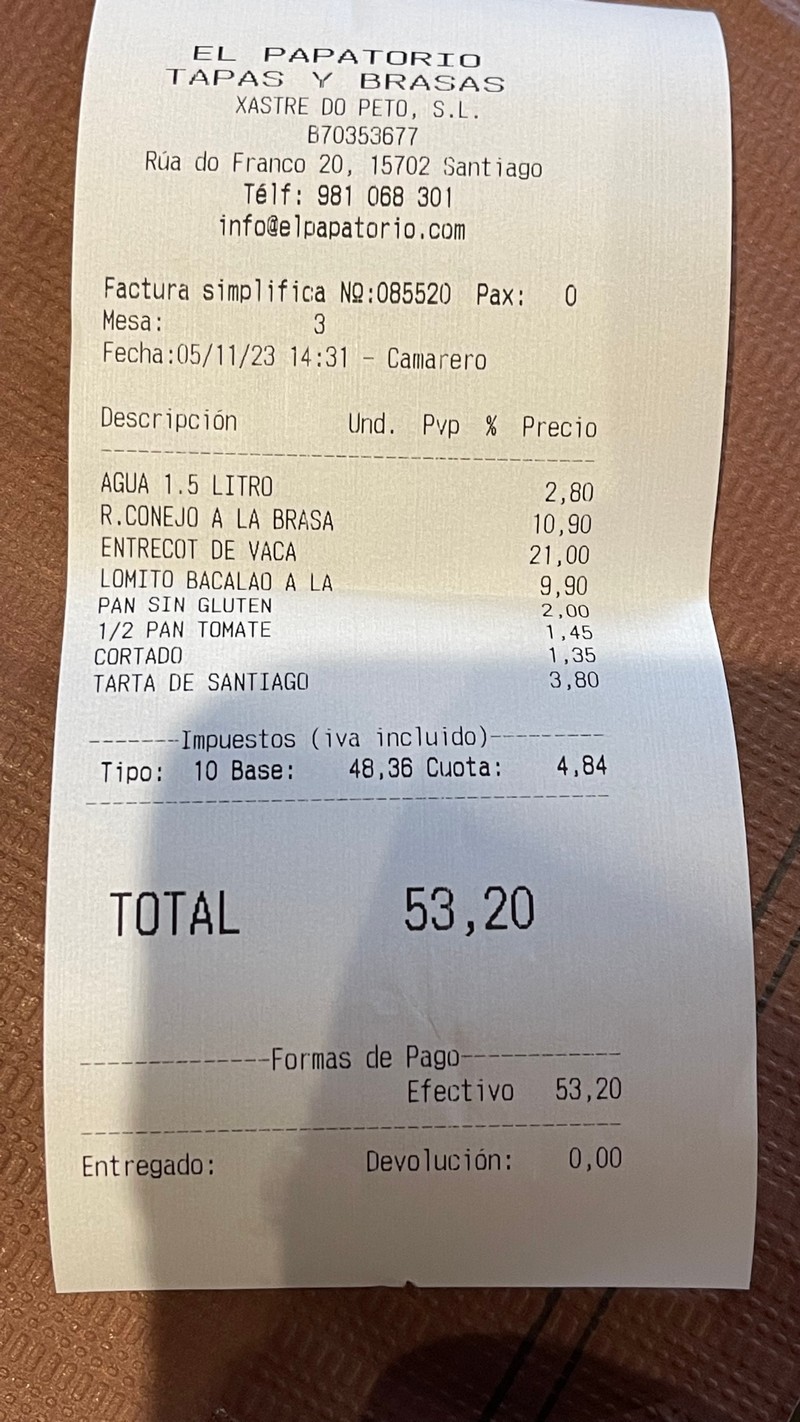 EL PAPATORIO
TAPAS Y BRASAS
XASTRE DO PETO, S.L.
B70353677
Rúa do Franco 20, 15702 Santiago
Télf: 981 068 301
info@elpapatorio.com
Factura simplifica Nº:085520 Pax: 0
Mesa: 3
Fecha:05/11/23 14:31 - Camarero
Descripción Und. Pvp % Precio
AGUA 1.5 LITRO 2,80
R.CONEJO A LA BRASA 10,90
ENTRECOT DE VACA 21,00
LOMITO BACALAO A LA 9,90
PAN SIN GLUTEN 2,00
1/2 PAN TOMATE 1,45
CORTADO 1,35
TARTA DE SANTIAGO 3,80
-------Impuestos (iva incluido)---------
Tipo: 10 Base: 48,36 Cuota: 4,84
TOTAL 53,20
--------------Formas de Pago------------
Efectivo 53,20
Entregado: Devolución: 0,00